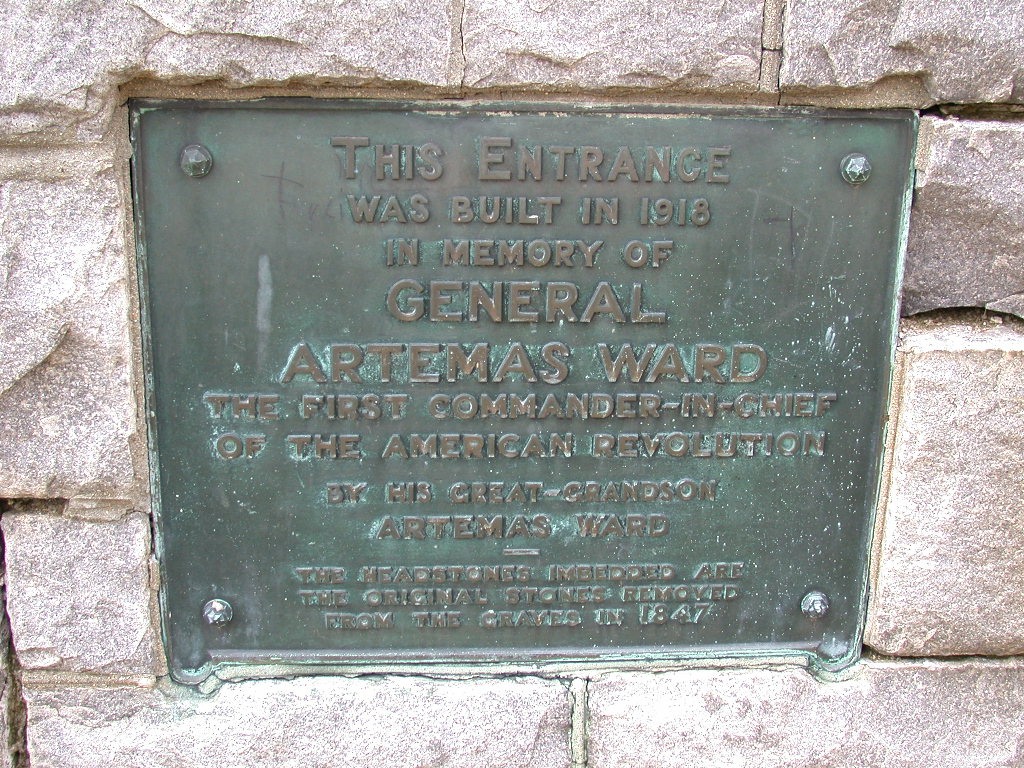 This Entrance
was built in 1918
in memory of
GENERAL
ARTEMAS WARD
THE FIRST COMMANDER-IN-CHIEF
OF THE AMERICAN REVOLUTION
BY HIS GREAT-GRANDSON
ARTEMAS WARD
THE HEADSTONES IMBEDDED ARE
THE ORIGINAL STONES REMOVED
FROM THE GRAVES IN 1847